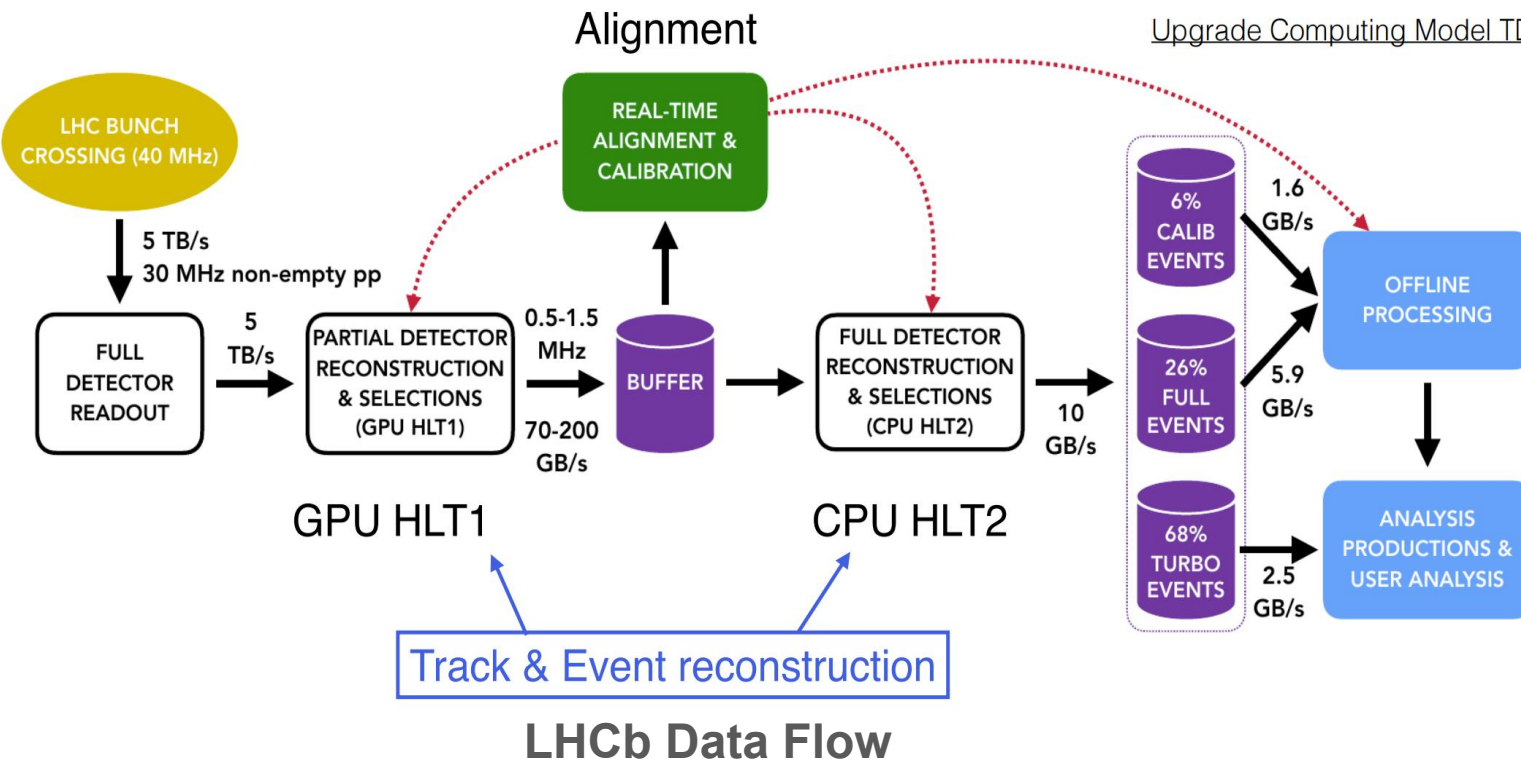 Alignment
Upgrade Computing Model TD
LHC BUNCH
CROSSING (40 MHz)
REAL-TIME
ALIGNMENT &
CALIBRATION
5 TB/s
30 MHz non-empty pp
FULL
DETECTOR
READOUT
5
TB/s
PARTIAL DETECTOR
RECONSTRUCTION
& SELECTIONS
(GPU HLT1)
0.5-1.5
MHz
70-200
GB/s
BUFFER
FULL DETECTOR
RECONSTRUCTION
& SELECTIONS
(CPU HLT2)
10
GB/s
6%
CALIB
EVENTS
1.6
GB/s
26%
FULL
EVENTS
5.9
GB/s
68%
TURBO
EVENTS
2.5
GB/s
OFFLINE
PROCESSING
ANALYSIS
PRODUCTIONS &
USER ANALYSIS
GPU HLT1
CPU HLT2
Track & Event reconstruction
LHCb Data Flow